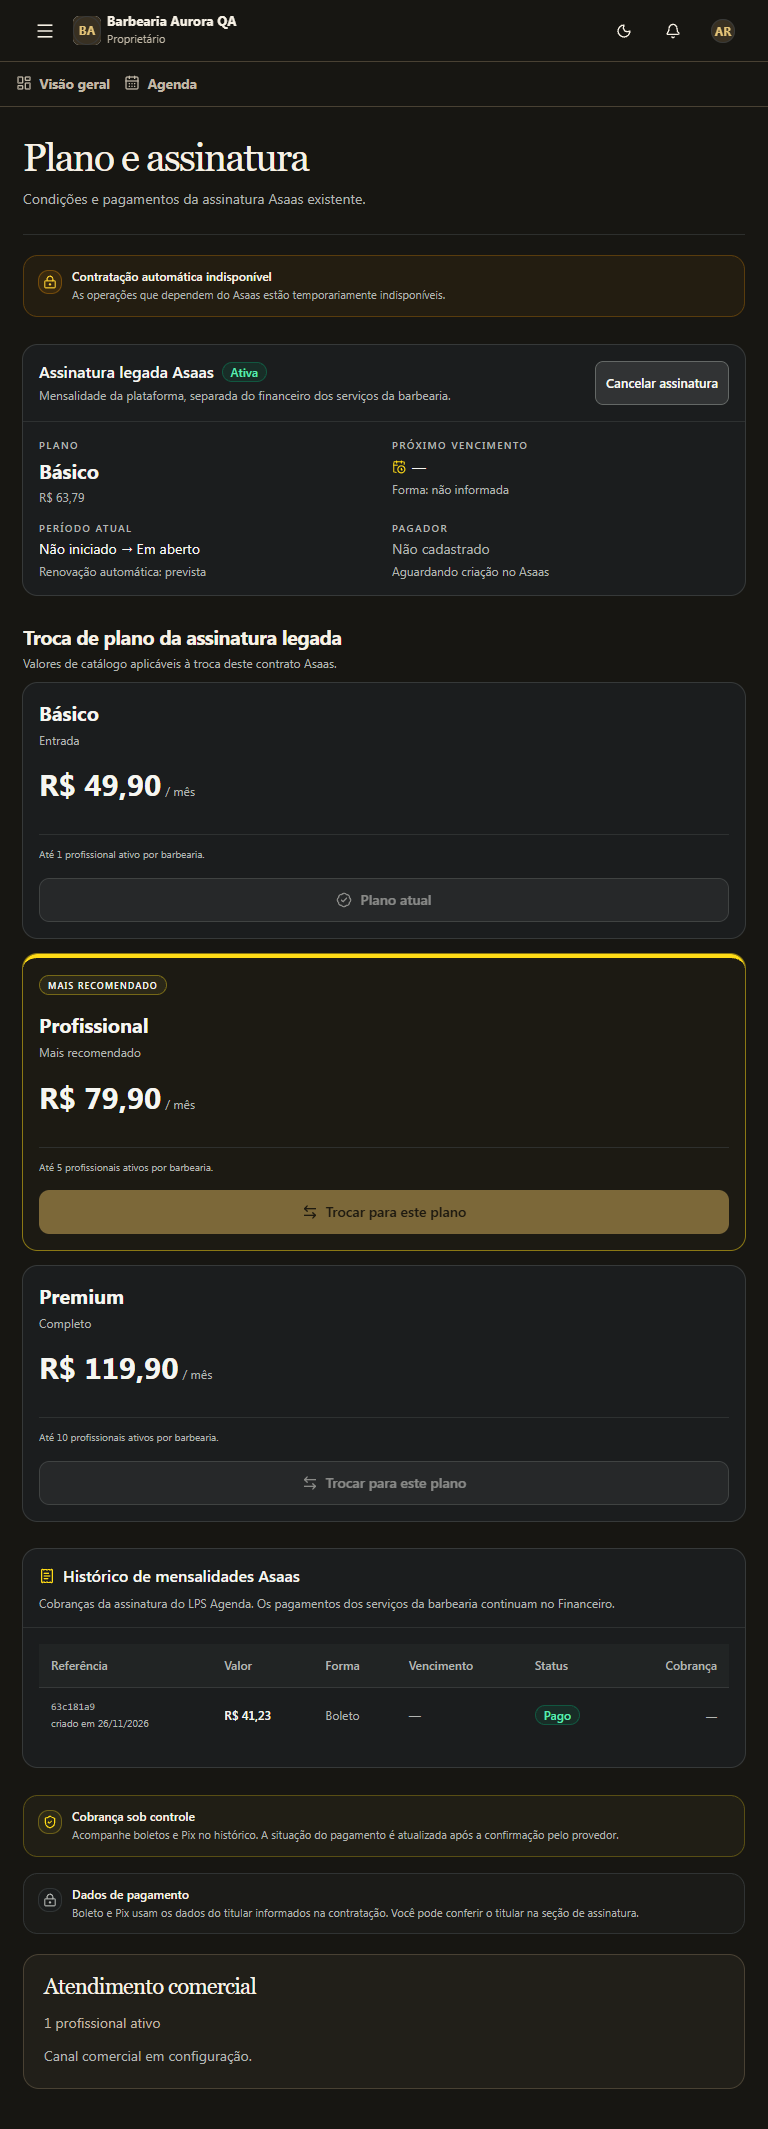 BA
Barbearia Aurora QA
Proprietário
AR
Visão geral
Agenda
Plano e assinatura
Condições e pagamentos da assinatura Asaas existente.
Contratação automática indisponível
As operações que dependem do Asaas estão temporariamente indisponíveis.
Assinatura legada Asaas
Ativa
Mensalidade da plataforma, separada do financeiro dos serviços da barbearia.
Cancelar assinatura
PLANO
Básico
R$ 63,79
PRÓXIMO VENCIMENTO
—
Forma: não informada
PERÍODO ATUAL
Não iniciado → Em aberto
Renovação automática: prevista
PAGADOR
Não cadastrado
Aguardando criação no Asaas
Troca de plano da assinatura legada
Valores de catálogo aplicáveis à troca deste contrato Asaas.
Básico
Entrada
R$ 49,90 / mês
Até 1 profissional ativo por barbearia.
Plano atual
MAIS RECOMENDADO
Profissional
Mais recomendado
R$ 79,90 / mês
Até 5 profissionais ativos por barbearia.
Trocar para este plano
Premium
Completo
R$ 119,90 / mês
Até 10 profissionais ativos por barbearia.
Trocar para este plano
Histórico de mensalidades Asaas
Cobranças da assinatura do LPS Agenda. Os pagamentos dos serviços da barbearia continuam no Financeiro.
Referência Valor Forma Vencimento Status Cobrança
63c181a9
criado em 26/11/2026
R$ 41,23 Boleto — Pago —
Cobrança sob controle
Acompanhe boletos e Pix no histórico. A situação do pagamento é atualizada após a confirmação pelo provedor.
Dados de pagamento
Boleto e Pix usam os dados do titular informados na contratação. Você pode conferir o titular na seção de assinatura.
Atendimento comercial
1 profissional ativo
Canal comercial em configuração.